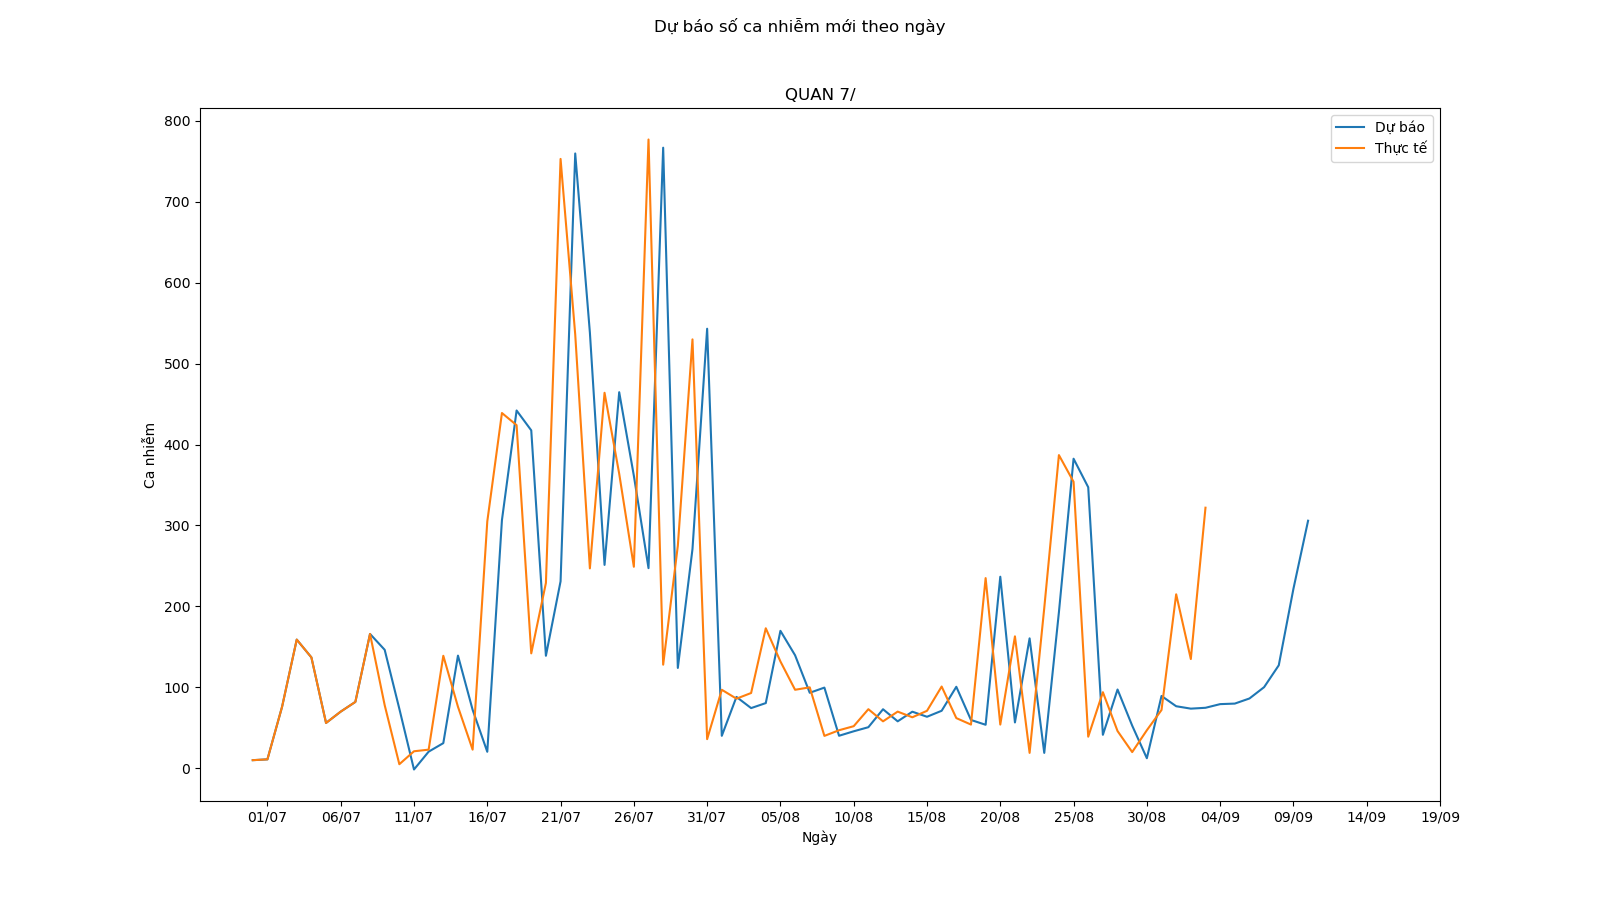 Dự báo số ca nhiễm mới theo ngày
QUAN 7/
Dự báo
Thực tế
800
700
600
500
400
300
200
100
0
Ca nhiễm
01/07 06/07 11/07 16/07 21/07 26/07 31/07 05/08 10/08 15/08 20/08 25/08 30/08 04/09 09/09 14/09 19/09
Ngày